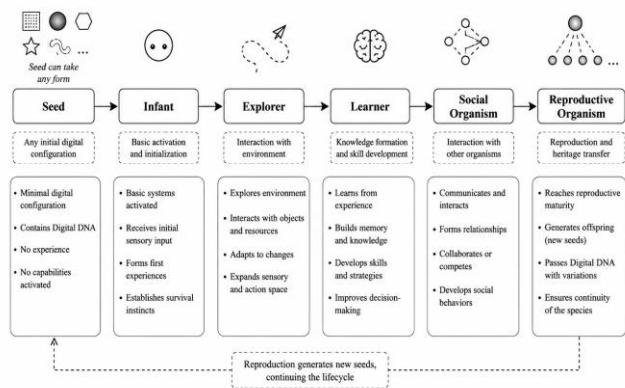 ...
...
Seed can take
any form
Seed
Infant
Explorer
Learner
Social
Organism
Reproductive
Organism
Any initial digital
configuration
Basic activation
and initialization
Interaction with
environment
Knowledge formation
and skill development
Interaction with
other organisms
Reproduction and
heritage transfer
• Minimal digital
configuration
• Contains Digital DNA
• No experience
• No capabilities
activated
• Basic systems
activated
• Receives initial
sensory input
• Forms first
experiences
• Establishes survival
instincts
• Explores environment
• Interacts with objects
and resources
• Adapts to changes
• Expands sensory
and action space
• Learns from
experience
• Builds memory
and knowledge
• Develops skills
and strategies
• Improves decision-
making
• Communicates and
interacts
• Forms relationships
• Collaborates or
competes
• Develops social
behaviors
• Reaches reproductive
maturity
• Generates offspring
(new seeds)
• Passes Digital DNA
with variations
• Ensures continuity
of the species
Reproduction generates new seeds,
continuing the lifecycle